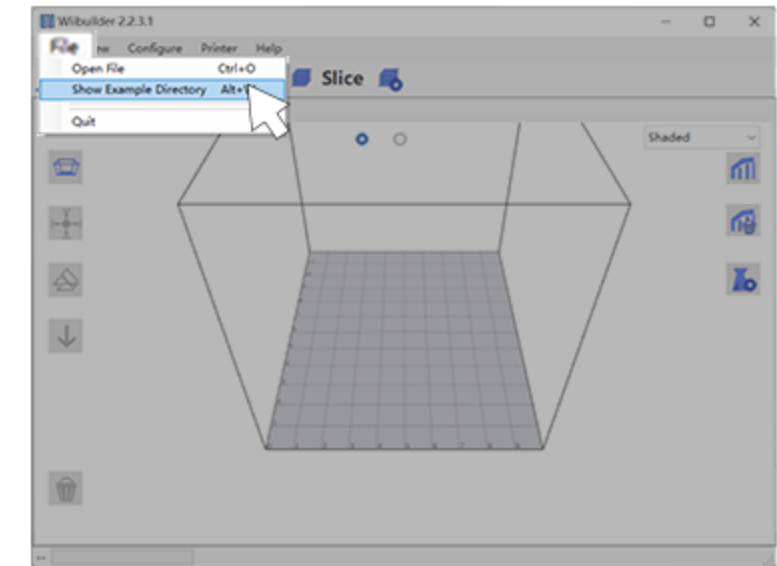 Wiibuilder 2.2.3.1
File Configure Printer Help
Open File Ctrl+O
Show Example Directory
Quit
Slice
Shaded